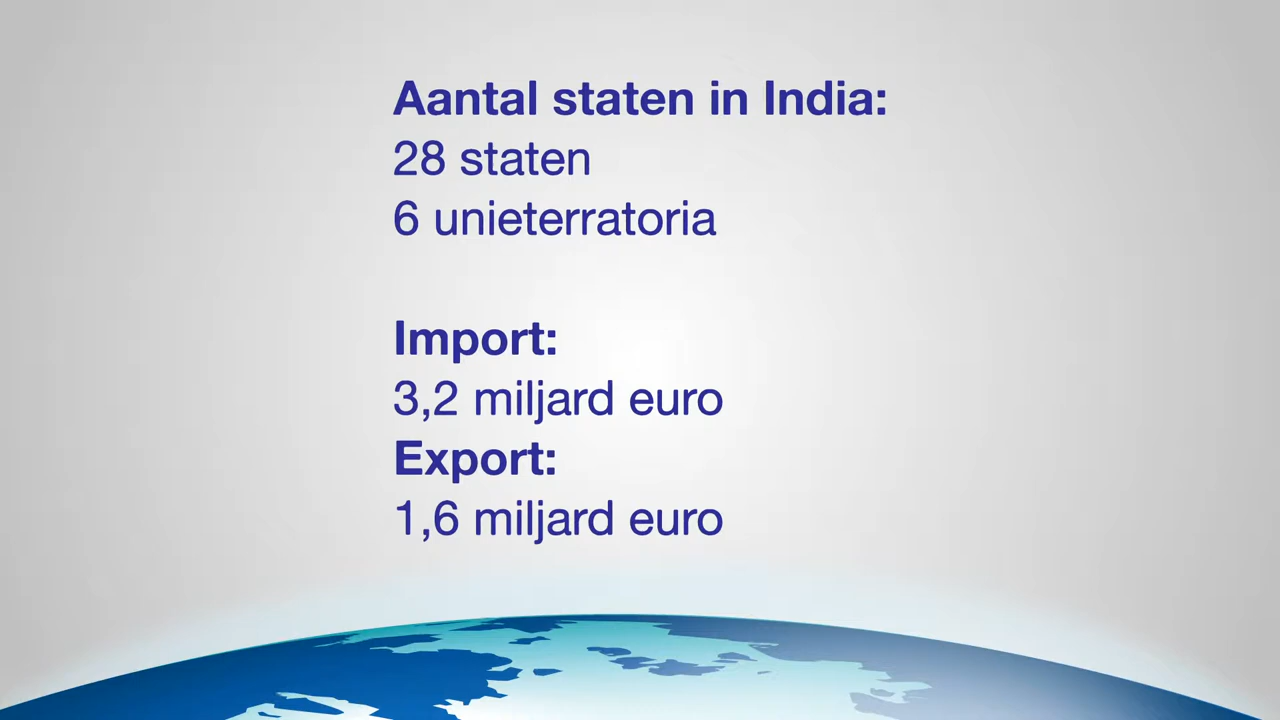 Aantal staten in India:
28 staten
6 unieterratoria
Import:
3,2 miljard euro
Export:
1,6 miljard euro